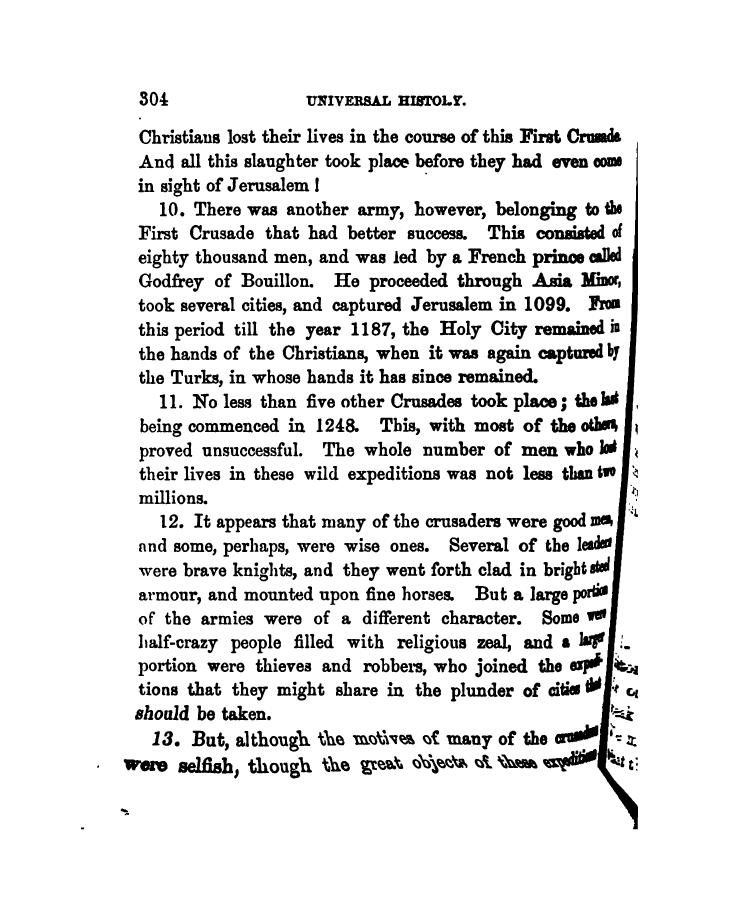 304 UNIVERSAL HISTOLY.
Christians lost their lives in the course of this First Crusade
And all this slaughter took place before they had even come
in sight of Jerusalem !
10. There was another army, however, belonging to the
First Crusade that had better success. This consisted of
eighty thousand men, and was led by a French prince called
Godfrey of Bouillon. He proceeded through Asia Minor,
took several cities, and captured Jerusalem in 1099. From
this period till the year 1187, the Holy City remained in
the hands of the Christians, when it was again captured by
the Turks, in whose hands it has since remained.
11. No less than five other Crusades took place ; the last
being commenced in 1248. This, with most of the others,
proved unsuccessful. The whole number of men who lost
their lives in these wild expeditions was not less than two
millions.
12. It appears that many of the crusaders were good men,
and some, perhaps, were wise ones. Several of the leaders
were brave knights, and they went forth clad in bright steel
armour, and mounted upon fine horses. But a large portion
of the armies were of a different character. Some were
half-crazy people filled with religious zeal, and a larger
portion were thieves and robbers, who joined the expedi-
tions that they might share in the plunder of cities that
should be taken.
13. But, although the motives of many of the crusaders
were selfish, though the great objects of these expeditions